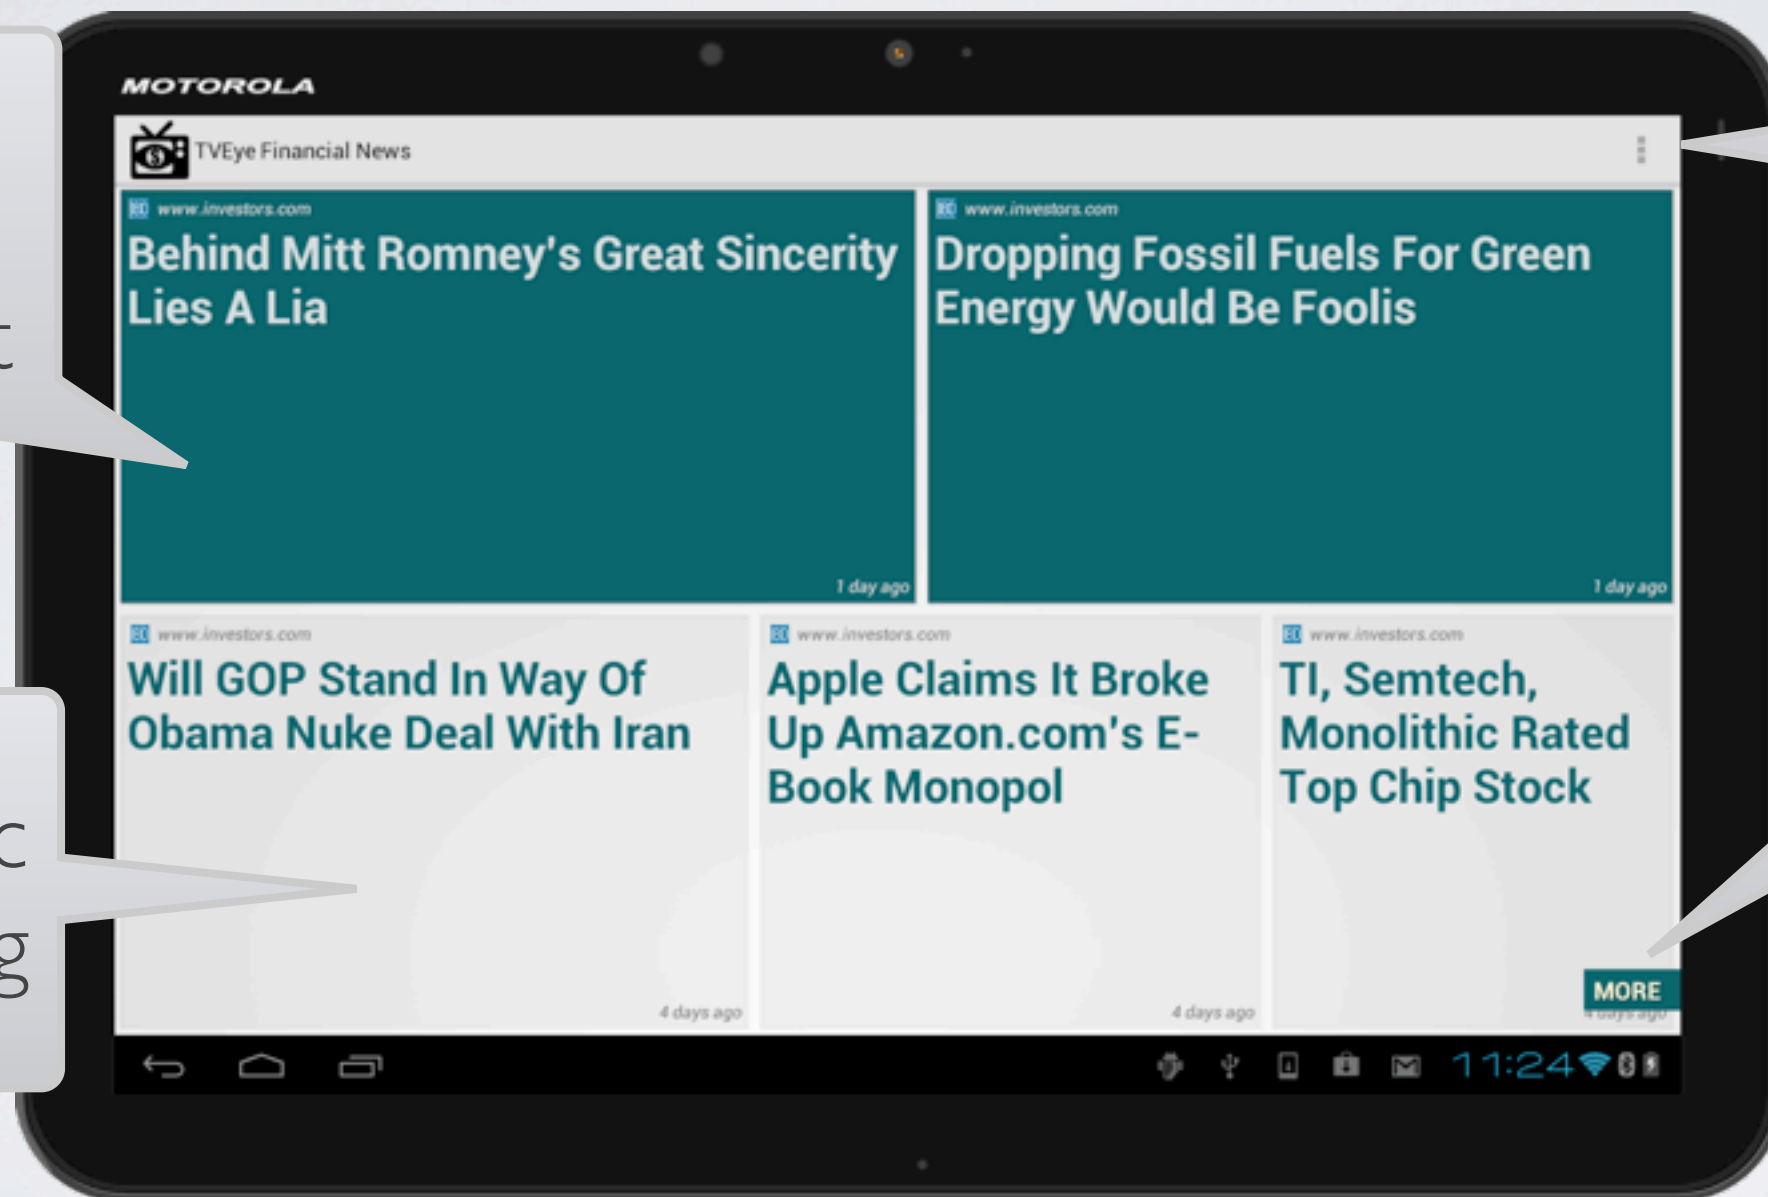 MOTOROLA
TVEye Financial News
www.investors.com
Behind Mitt Romney's Great Sincerity
Lies A Lia
1 day ago
www.investors.com
Dropping Fossil Fuels For Green
Energy Would Be Foolis
1 day ago
www.investors.com
Will GOP Stand In Way Of
Obama Nuke Deal With Iran
4 days ago
www.investors.com
Apple Claims It Broke
Up Amazon.com's E-
Book Monopol
4 days ago
www.investors.com
TI, Semtech,
Monolithic Rated
Top Chip Stock
MORE
4 days ago
11:24
t
c
g